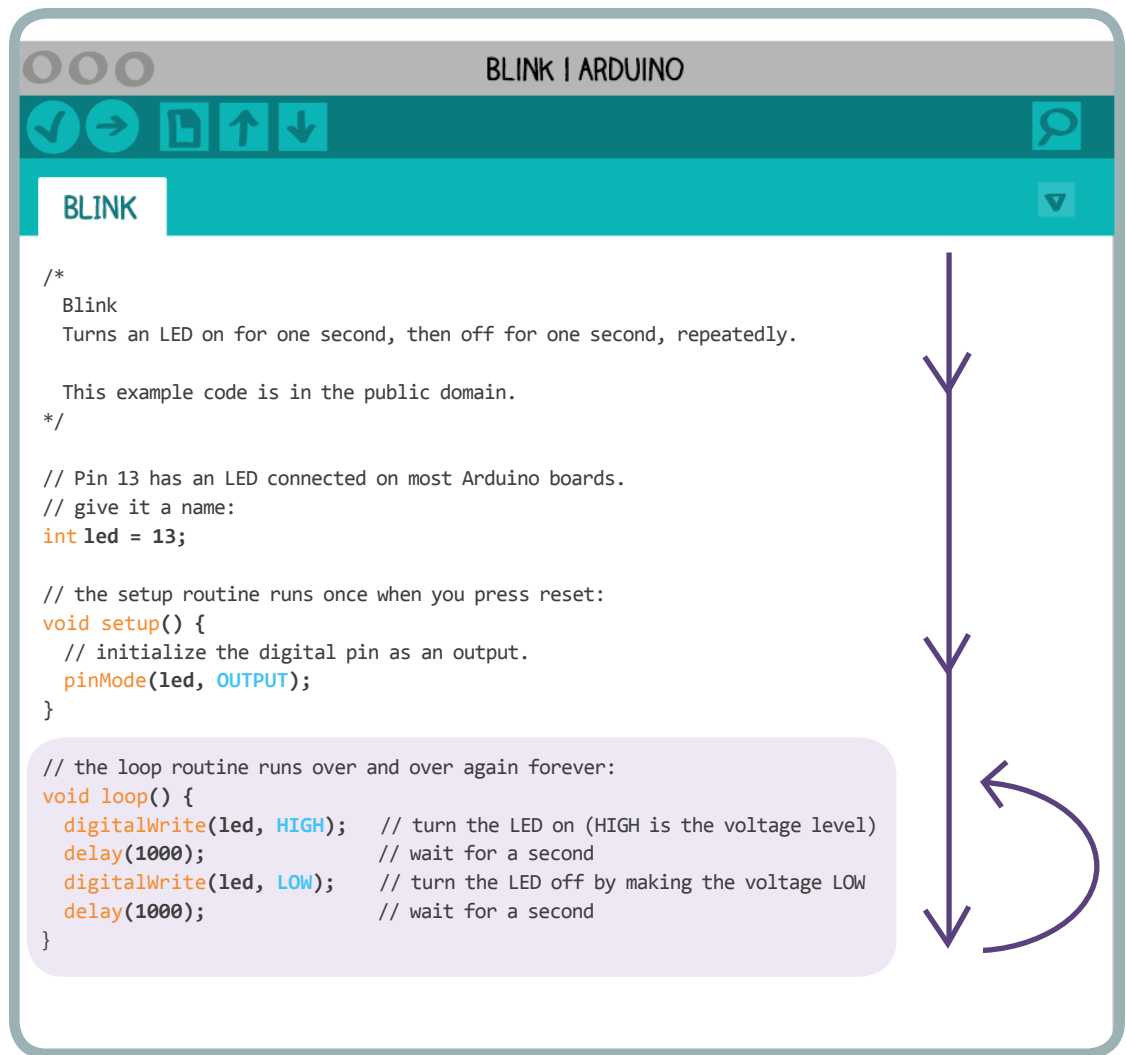 BLINK | ARDUINO
BLINK
/*
  Blink
  Turns an LED on for one second, then off for one second, repeatedly.

  This example code is in the public domain.
*/

// Pin 13 has an LED connected on most Arduino boards.
// give it a name:
int led = 13;

// the setup routine runs once when you press reset:
void setup() {
  // initialize the digital pin as an output.
  pinMode(led, OUTPUT);
}

// the loop routine runs over and over again forever:
void loop() {
  digitalWrite(led, HIGH);   // turn the LED on (HIGH is the voltage level)
  delay(1000);               // wait for a second
  digitalWrite(led, LOW);    // turn the LED off by making the voltage LOW
  delay(1000);               // wait for a second
}